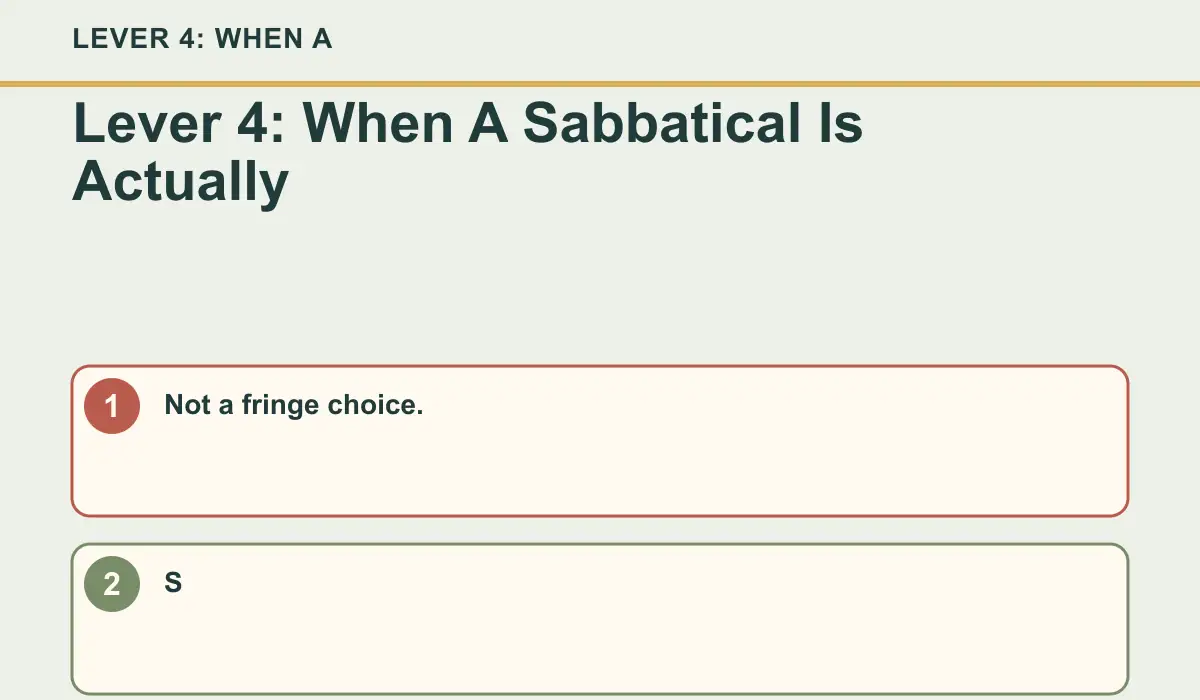 LEVER 4: WHEN A
Lever 4: When A Sabbatical Is
Actually
1 Not a fringe choice.
2 S